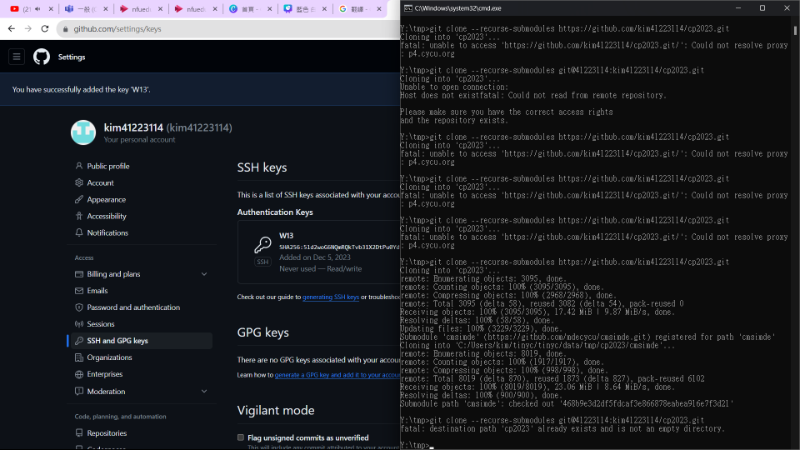 C:\Windows\system32\cmd.exe
github.com/settings/keys
Settings
You have successfully added the key 'W13'.
kim41223114 (kim41223114)
Your personal account
Public profile
Account
Appearance
Accessibility
Notifications
Access
Billing and plans
Emails
Password and authentication
Sessions
SSH and GPG keys
Organizations
Enterprises
Moderation
Code, planning, and automation
Repositories
SSH keys
This is a list of SSH keys associated with your accou
Authentication Keys
W13
SSH
Added on Dec 5, 2023
Never used — Read/write
Check out our guide to generating SSH keys or troublesho
GPG keys
There are no GPG keys associated with your accou
Learn how to generate a GPG key and add it to your accou
Vigilant mode
Flag unsigned commits as unverified
This will include any commit attributed to your accou
Y:\tmp>git clone --recurse-submodules https://github.com/kim41223114/cp2023.git
Cloning into 'cp2023'...
fatal: unable to access 'https://github.com/kim41223114/cp2023.git/': Could not resolve proxy
: p4.cycu.org
Y:\tmp>git clone --recurse-submodules git@41223114:kim41223114/cp2023.git
Cloning into 'cp2023'...
Unable to open connection:
Host does not existfatal: Could not read from remote repository.
Please make sure you have the correct access rights
and the repository exists.
Y:\tmp>git clone --recurse-submodules https://github.com/kim41223114/cp2023.git
Cloning into 'cp2023'...
fatal: unable to access 'https://github.com/kim41223114/cp2023.git/': Could not resolve proxy
: p4.cycu.org
Y:\tmp>git clone --recurse-submodules https://github.com/kim41223114/cp2023.git
Cloning into 'cp2023'...
fatal: unable to access 'https://github.com/kim41223114/cp2023.git/': Could not resolve proxy
: p4.cycu.org
Y:\tmp>git clone --recurse-submodules https://github.com/kim41223114/cp2023.git
Cloning into 'cp2023'...
fatal: unable to access 'https://github.com/kim41223114/cp2023.git/': Could not resolve proxy
: p4.cycu.org
Y:\tmp>git clone --recurse-submodules https://github.com/kim41223114/cp2023.git
Cloning into 'cp2023'...
remote: Enumerating objects: 3095, done.
remote: Counting objects: 100% (3095/3095), done.
remote: Compressing objects: 100% (2968/2968), done.
remote: Total 3095 (delta 58), reused 3082 (delta 54), pack-reused 0
Receiving objects: 100% (3095/3095), 17.42 MiB | 9.87 MiB/s, done.
Resolving deltas: 100% (58/58), done.
Updating files: 100% (3229/3229), done.
Submodule 'cmsimde' (https://github.com/mdecycu/cmsimde.git) registered for path 'cmsimde'
Cloning into 'C:/Users/kim/tinyc/tinyc/data/tmp/cp2023/cmsimde'...
remote: Enumerating objects: 8019, done.
remote: Counting objects: 100% (1917/1917), done.
remote: Compressing objects: 100% (998/998), done.
remote: Total 8019 (delta 870), reused 1873 (delta 827), pack-reused 6102
Receiving objects: 100% (8019/8019), 23.06 MiB | 8.64 MiB/s, done.
Resolving deltas: 100% (900/900), done.
Submodule path 'cmsimde': checked out '468b9e3d2df5fdcaf3e866878eabea916e7f3d21'
Y:\tmp>git clone --recurse-submodules git@41223114:kim41223114/cp2023.git
fatal: destination path 'cp2023' already exists and is not an empty directory.
Y:\tmp>